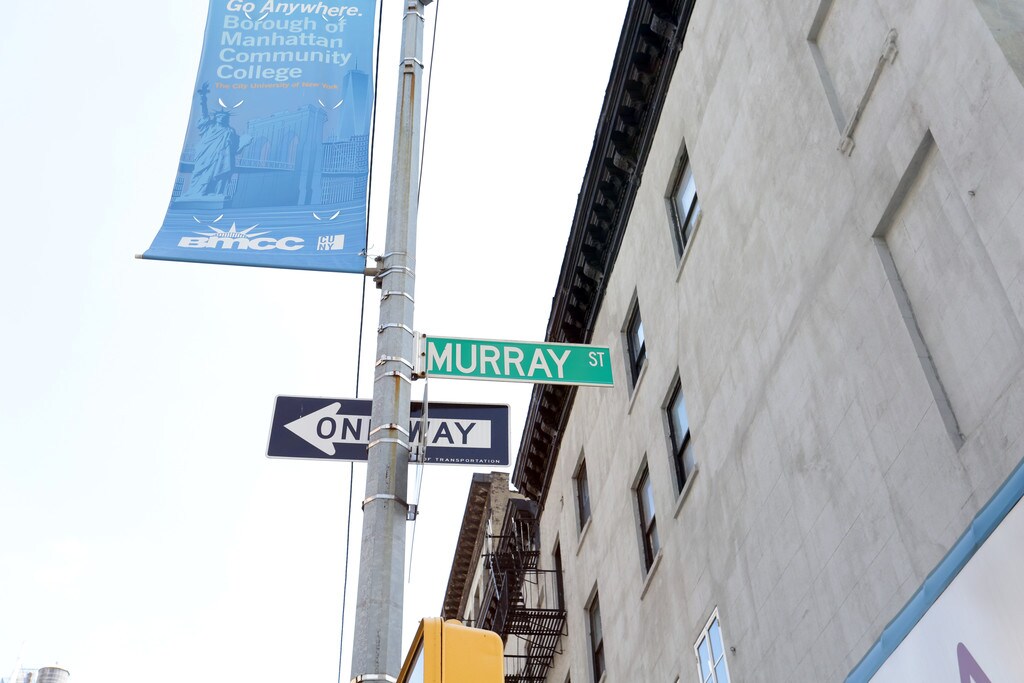 Go Anywhere.
Borough of
Manhattan
Community
College
The City University of New York
BMCC
CU
NY
MURRAY ST
ONE WAY
OF TRANSPORTATION